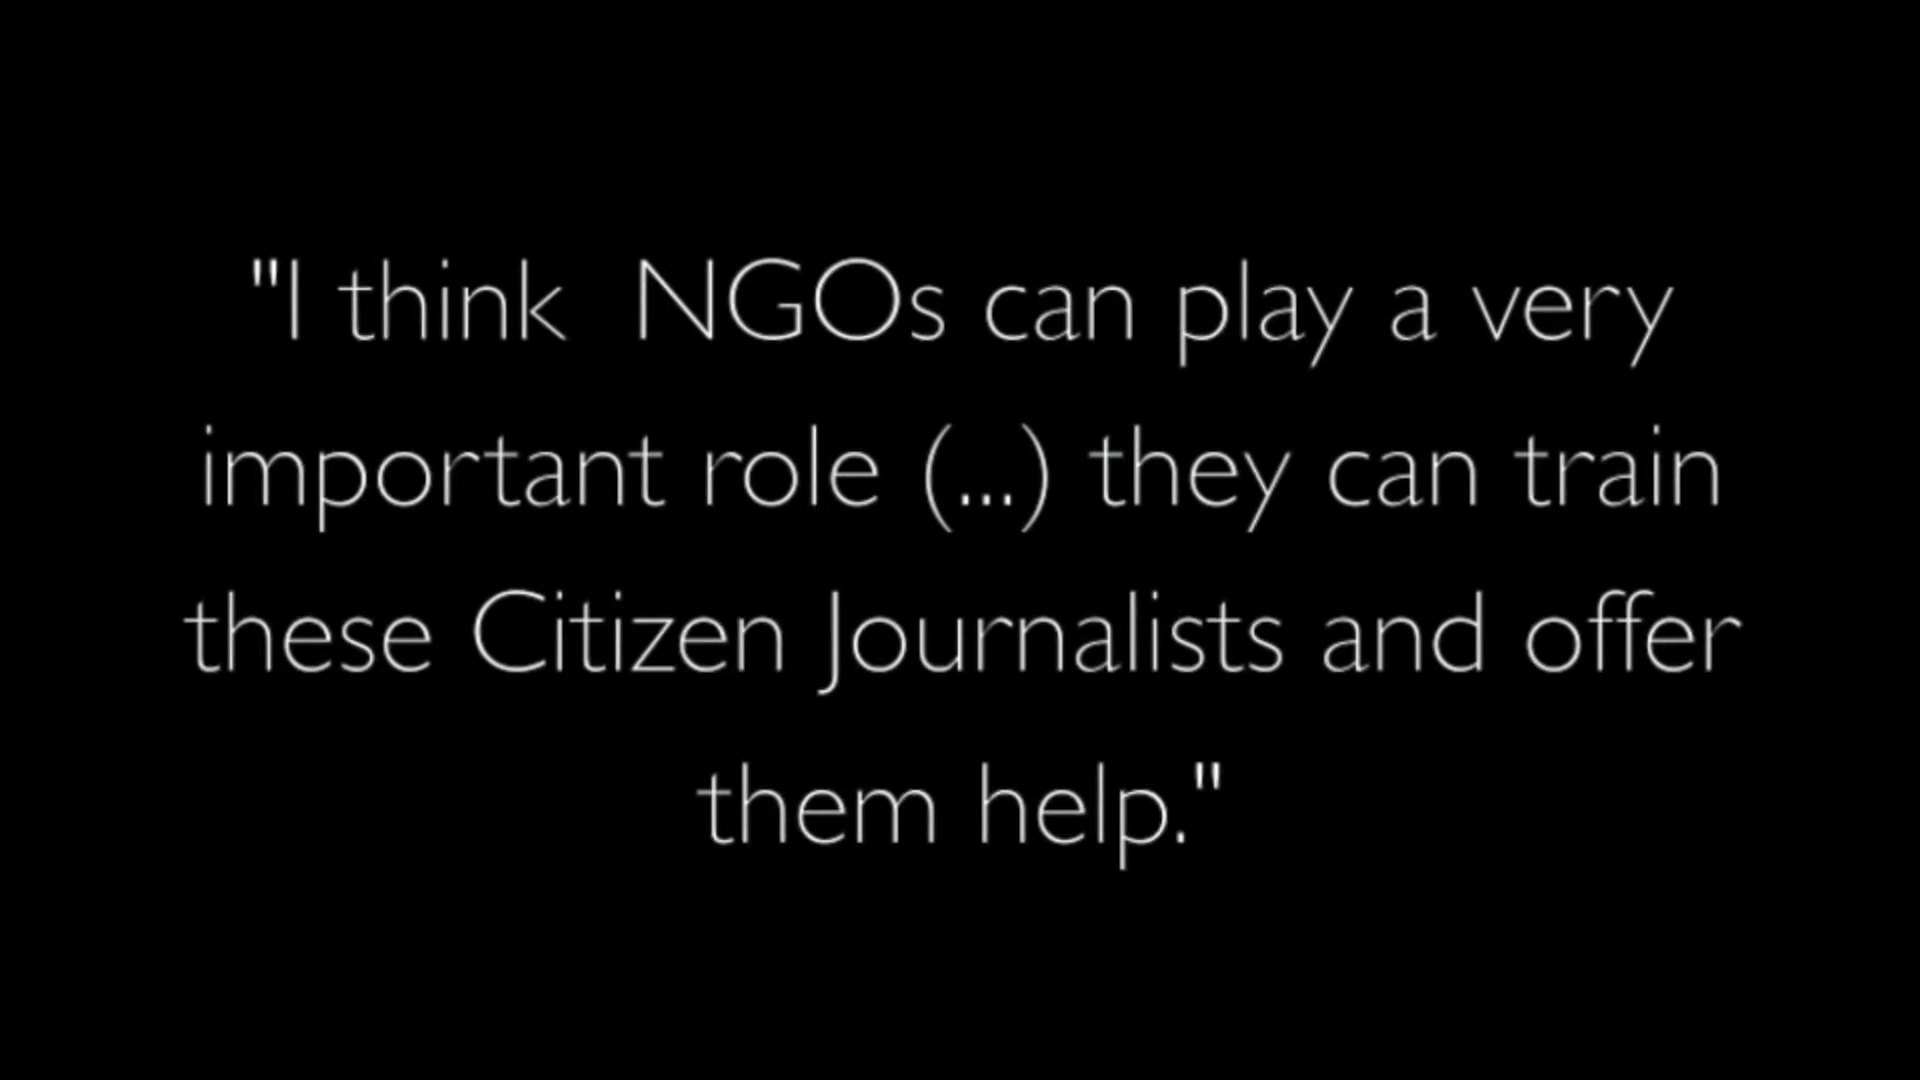 "I think  NGOs can play a very
important role (...) they can train
these Citizen Journalists and offer
them help."